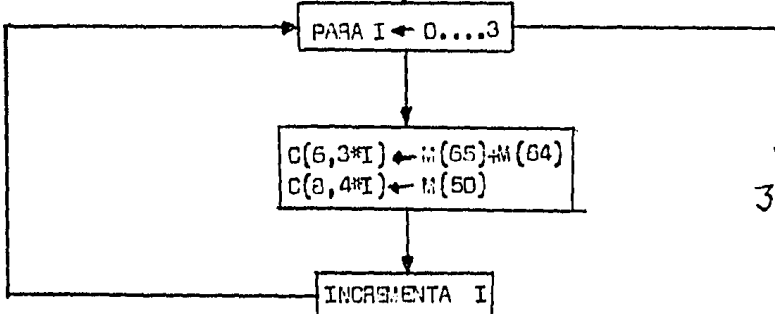 PARA I ← 0....3
C(6,3*I) ← M(65)+M(64)
C(8,4*I) ← M(50)
INCREMENTA I
3